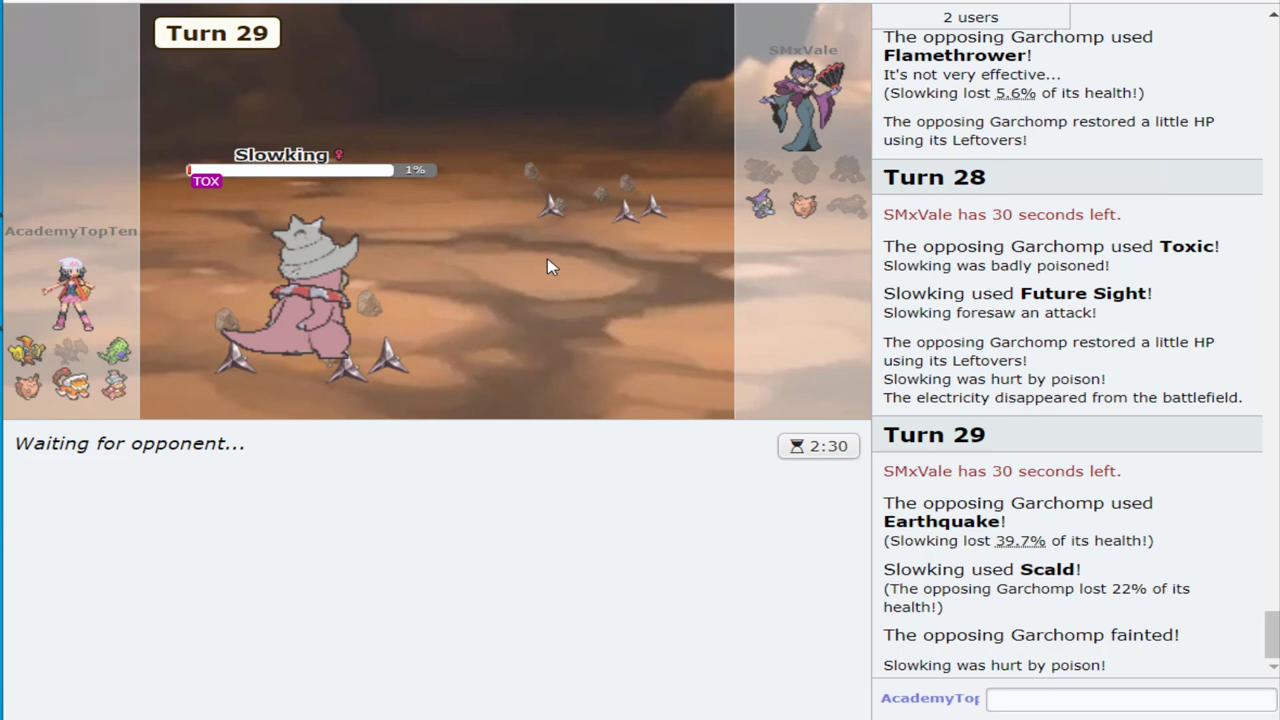 Turn 29
SMxVale
Slowking ♀
1%
TOX
AcademyTopTen
Waiting for opponent...
2:30
2 users
The opposing Garchomp used
Flamethrower!
It's not very effective...
(Slowking lost 5.6% of its health!)
The opposing Garchomp restored a little HP
using its Leftovers!
Turn 28
SMxVale has 30 seconds left.
The opposing Garchomp used Toxic!
Slowking was badly poisoned!
Slowking used Future Sight!
Slowking foresaw an attack!
The opposing Garchomp restored a little HP
using its Leftovers!
Slowking was hurt by poison!
The electricity disappeared from the battlefield.
Turn 29
SMxVale has 30 seconds left.
The opposing Garchomp used
Earthquake!
(Slowking lost 39.7% of its health!)
Slowking used Scald!
(The opposing Garchomp lost 22% of its
health!)
The opposing Garchomp fainted!
Slowking was hurt by poison!
AcademyTop